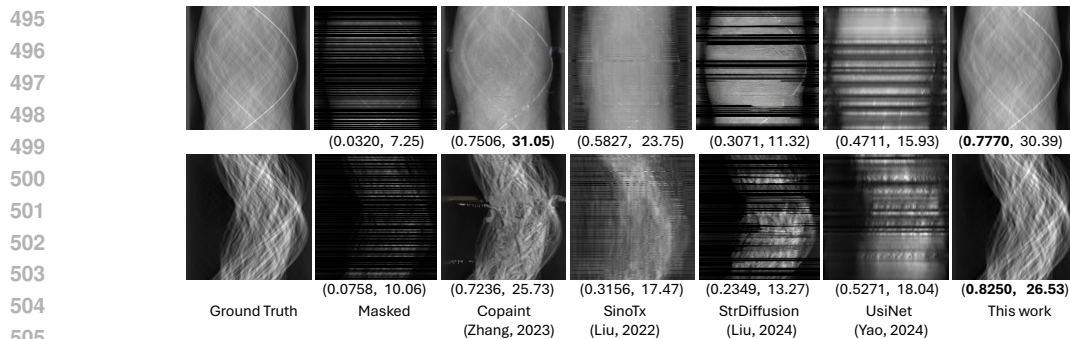 495
496
497
498
499
(0.0320, 7.25) (0.7506, 31.05) (0.5827, 23.75) (0.3071, 11.32) (0.4711, 15.93) (0.7770, 30.39)
500
501
502
503
(0.0758, 10.06) (0.7236, 25.73) (0.3156, 17.47) (0.2349, 13.27) (0.5271, 18.04) (0.8250, 26.53)
504
Ground Truth Masked Copaint SinoTx StrDiffusion UsiNet This work
(Zhang, 2023) (Liu, 2022) (Liu, 2024) (Yao, 2024)
505